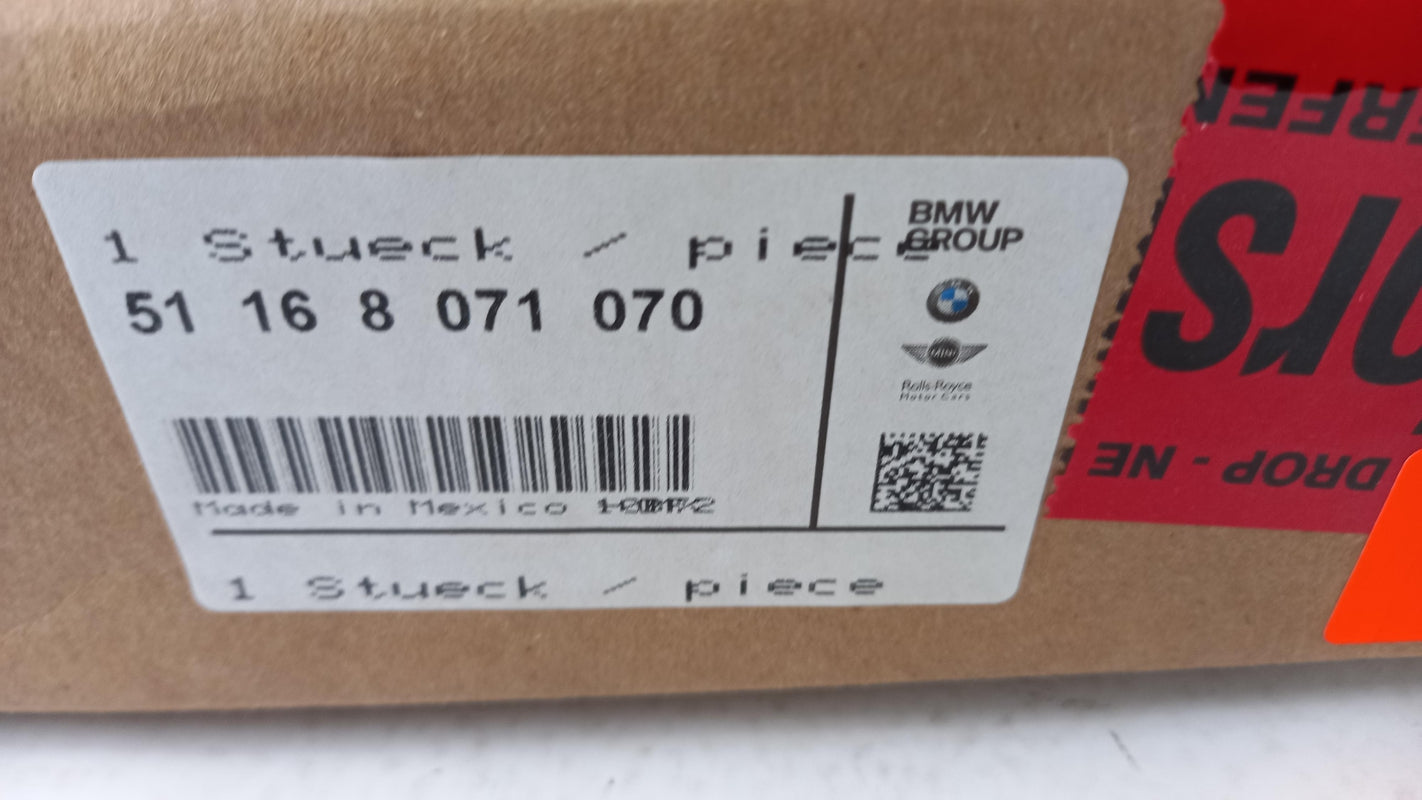 1 Stueck / piece
51 16 8 071 070
Made in Mexico
1 Stueck / piece
BMW
GROUP
MINI
Rolls-Royce
Motor Cars
DROP - NE